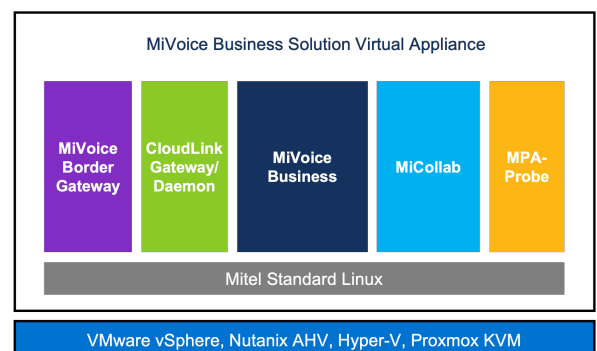 MiVoice Business Solution Virtual Appliance
MiVoice
Border
Gateway
CloudLink
Gateway/
Daemon
MiVoice
Business
MiCollab
MPA-
Probe
Mitel Standard Linux
VMware vSphere, Nutanix AHV, Hyper-V, Proxmox KVM